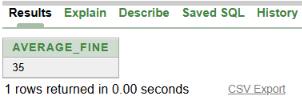 Results Explain Describe Saved SQL History
AVERAGE_FINE
35
1 rows returned in 0.00 seconds CSV Export